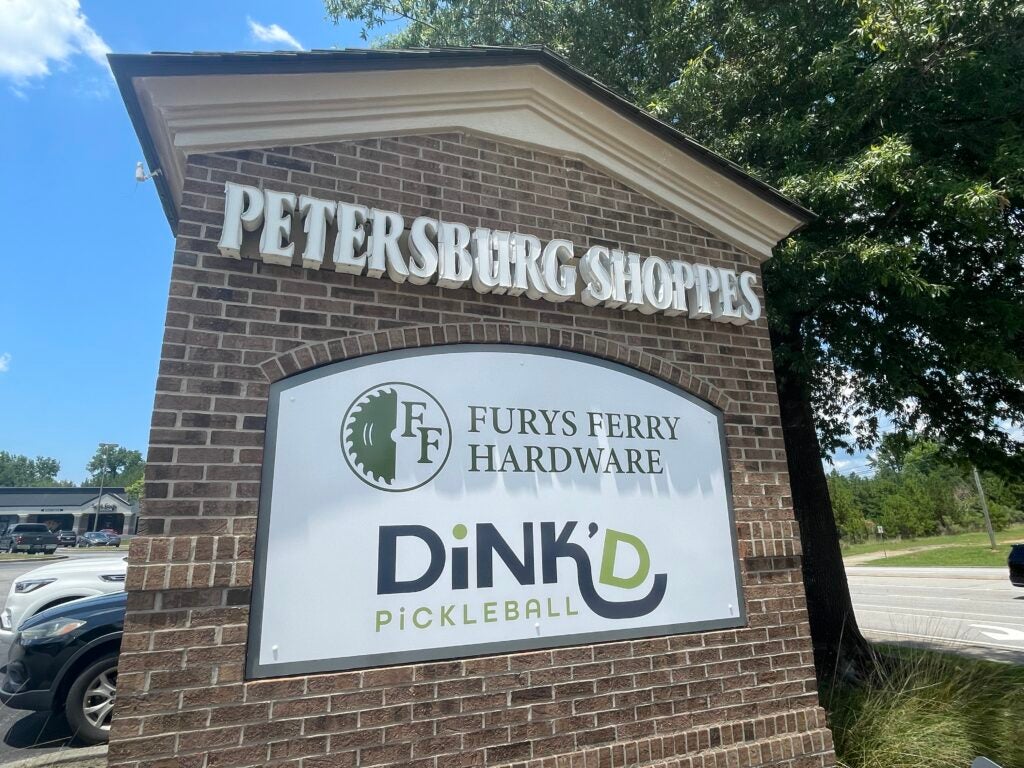 PETERSBURG SHOPPES
FF
FURYS FERRY
HARDWARE
DiNK'D
PiCKLEBALL